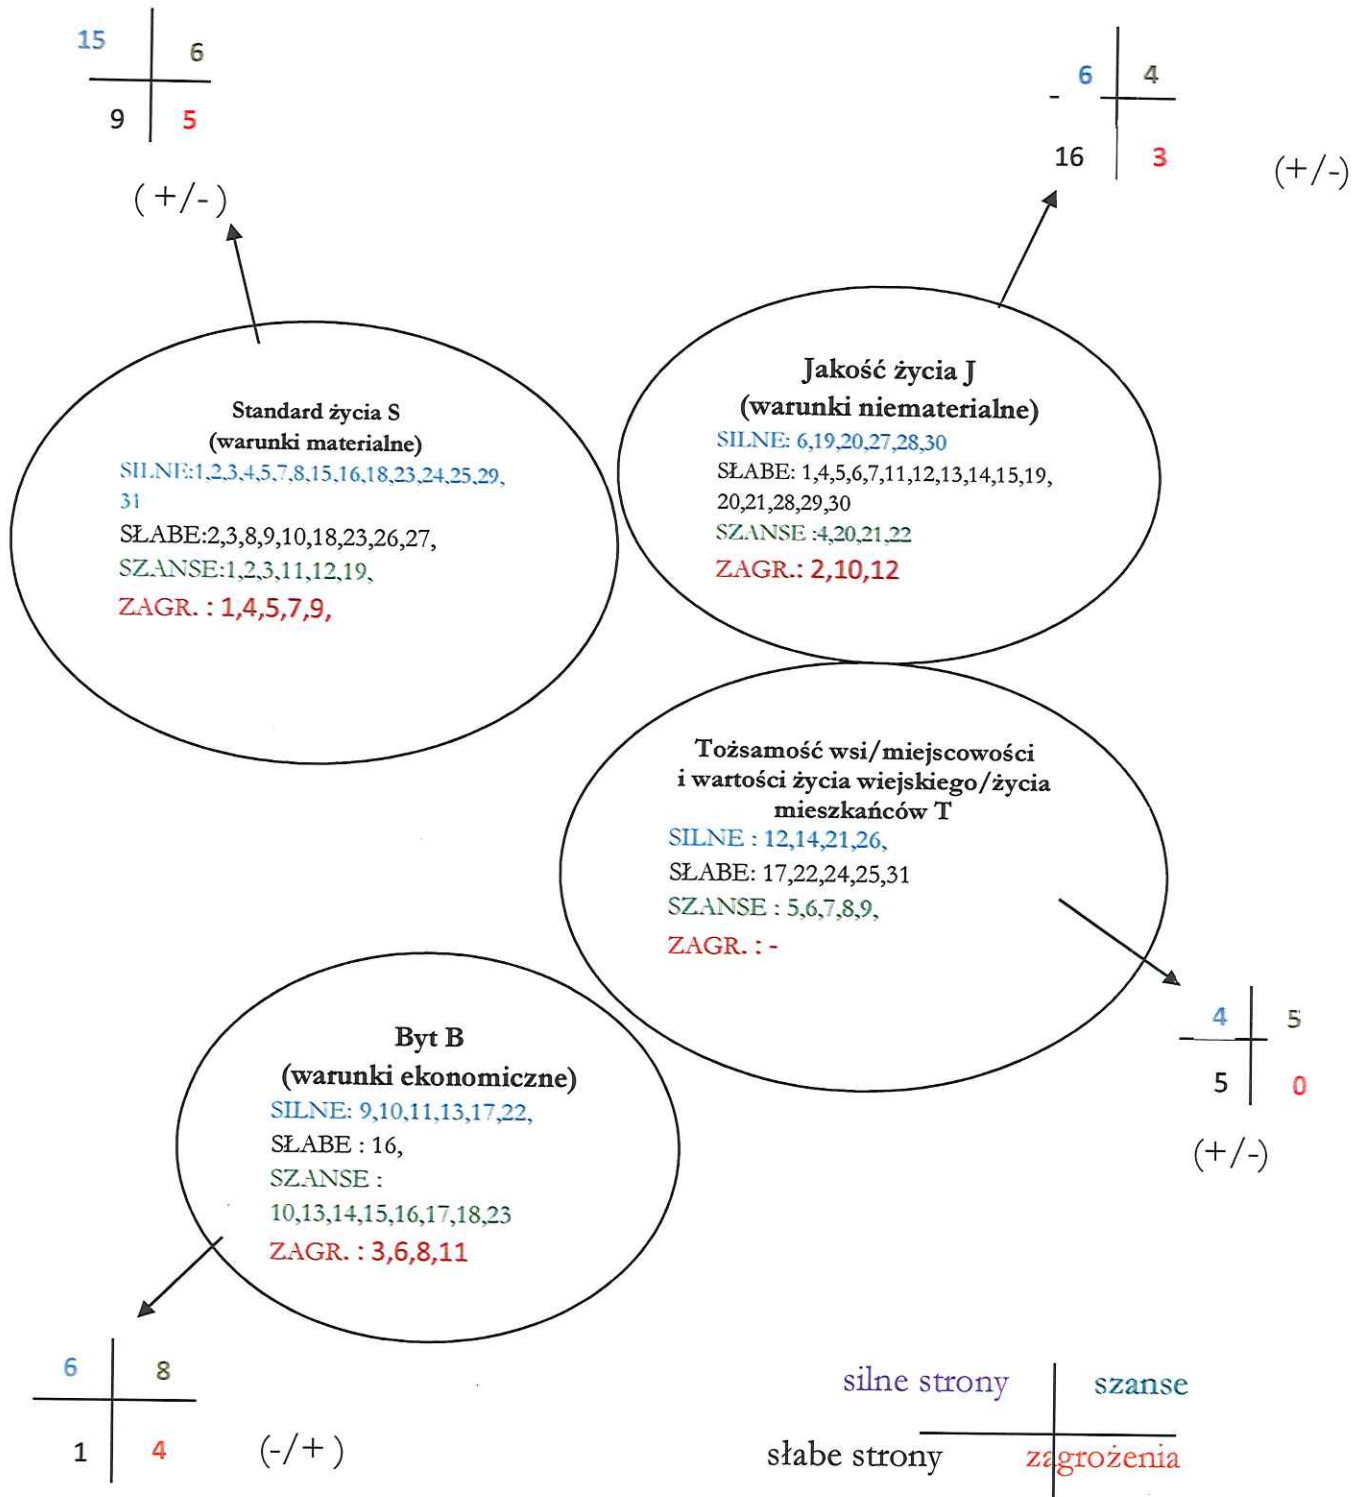 15 6
9 5
(+/-)
6 4
-
16 3
(+/-)
Standard życia S
(warunki materialne)
SILNE:1,2,3,4,5,7,8,15,16,18,23,24,25,29,
31
SŁABE:2,3,8,9,10,18,23,26,27,
SZANSE:1,2,3,11,12,19,
ZAGR. : 1,4,5,7,9,
Jakość życia J
(warunki niematerialne)
SILNE: 6,19,20,27,28,30
SŁABE: 1,4,5,6,7,11,12,13,14,15,19,
20,21,28,29,30
SZANSE :4,20,21,22
ZAGR.: 2,10,12
Tożsamość wsi/miejscowości
i wartości życia wiejskiego/życia
mieszkańców T
SILNE : 12,14,21,26,
SŁABE: 17,22,24,25,31
SZANSE : 5,6,7,8,9,
ZAGR. : -
4 5
5 0
(+/-)
Byt B
(warunki ekonomiczne)
SILNE: 9,10,11,13,17,22,
SŁABE : 16,
SZANSE :
10,13,14,15,16,17,18,23
ZAGR. : 3,6,8,11
6 8
1 4
(-/+)
silne strony szanse
słabe strony zagrożenia